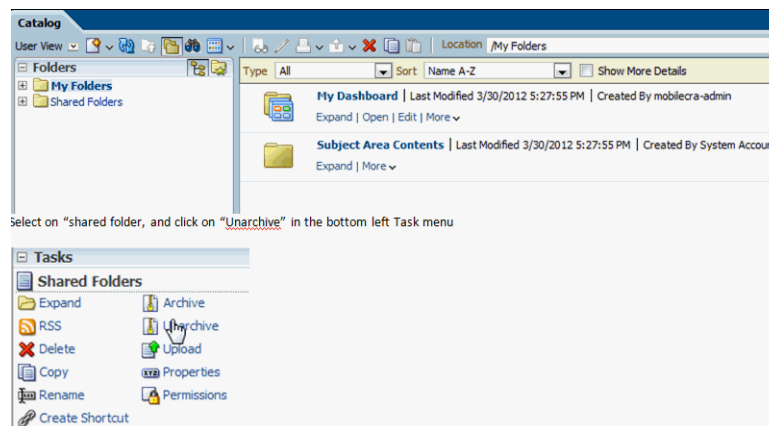 Catalog
User View Location /My Folders
Folders Type All Sort Name A-Z Show More Details
My Folders
Shared Folders
My Dashboard | Last Modified 3/30/2012 5:27:55 PM | Created By mobilecra-admin
Expand | Open | Edit | More
Subject Area Contents | Last Modified 3/30/2012 5:27:55 PM | Created By System Accou
Expand | More
Select on “shared folder, and click on “Unarchive” in the bottom left Task menu
Tasks
Shared Folders
Expand Archive
RSS Unarchive
Delete Upload
Copy Properties
Rename Permissions
Create Shortcut